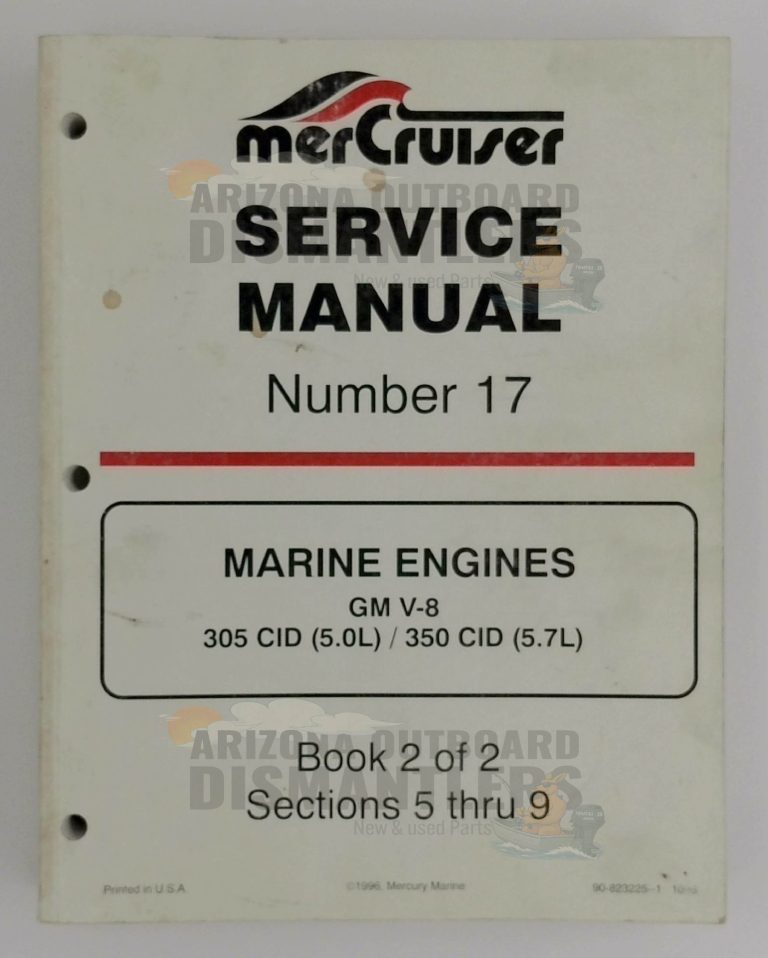 merCruiser
ARIZONA OUTBOARD
SERVICE
DISMANTLERS
New & used Parts
MANUAL
Number 17
MARINE ENGINES
GM V-8
305 CID (5.0L) / 350 CID (5.7L)
ARIZONA OUTBOARD
Book 2 of 2
DISMANTLERS
Sections 5 thru 9
New & used Parts
Printed in U.S.A.
©1996, Mercury Marine
90-823225--1